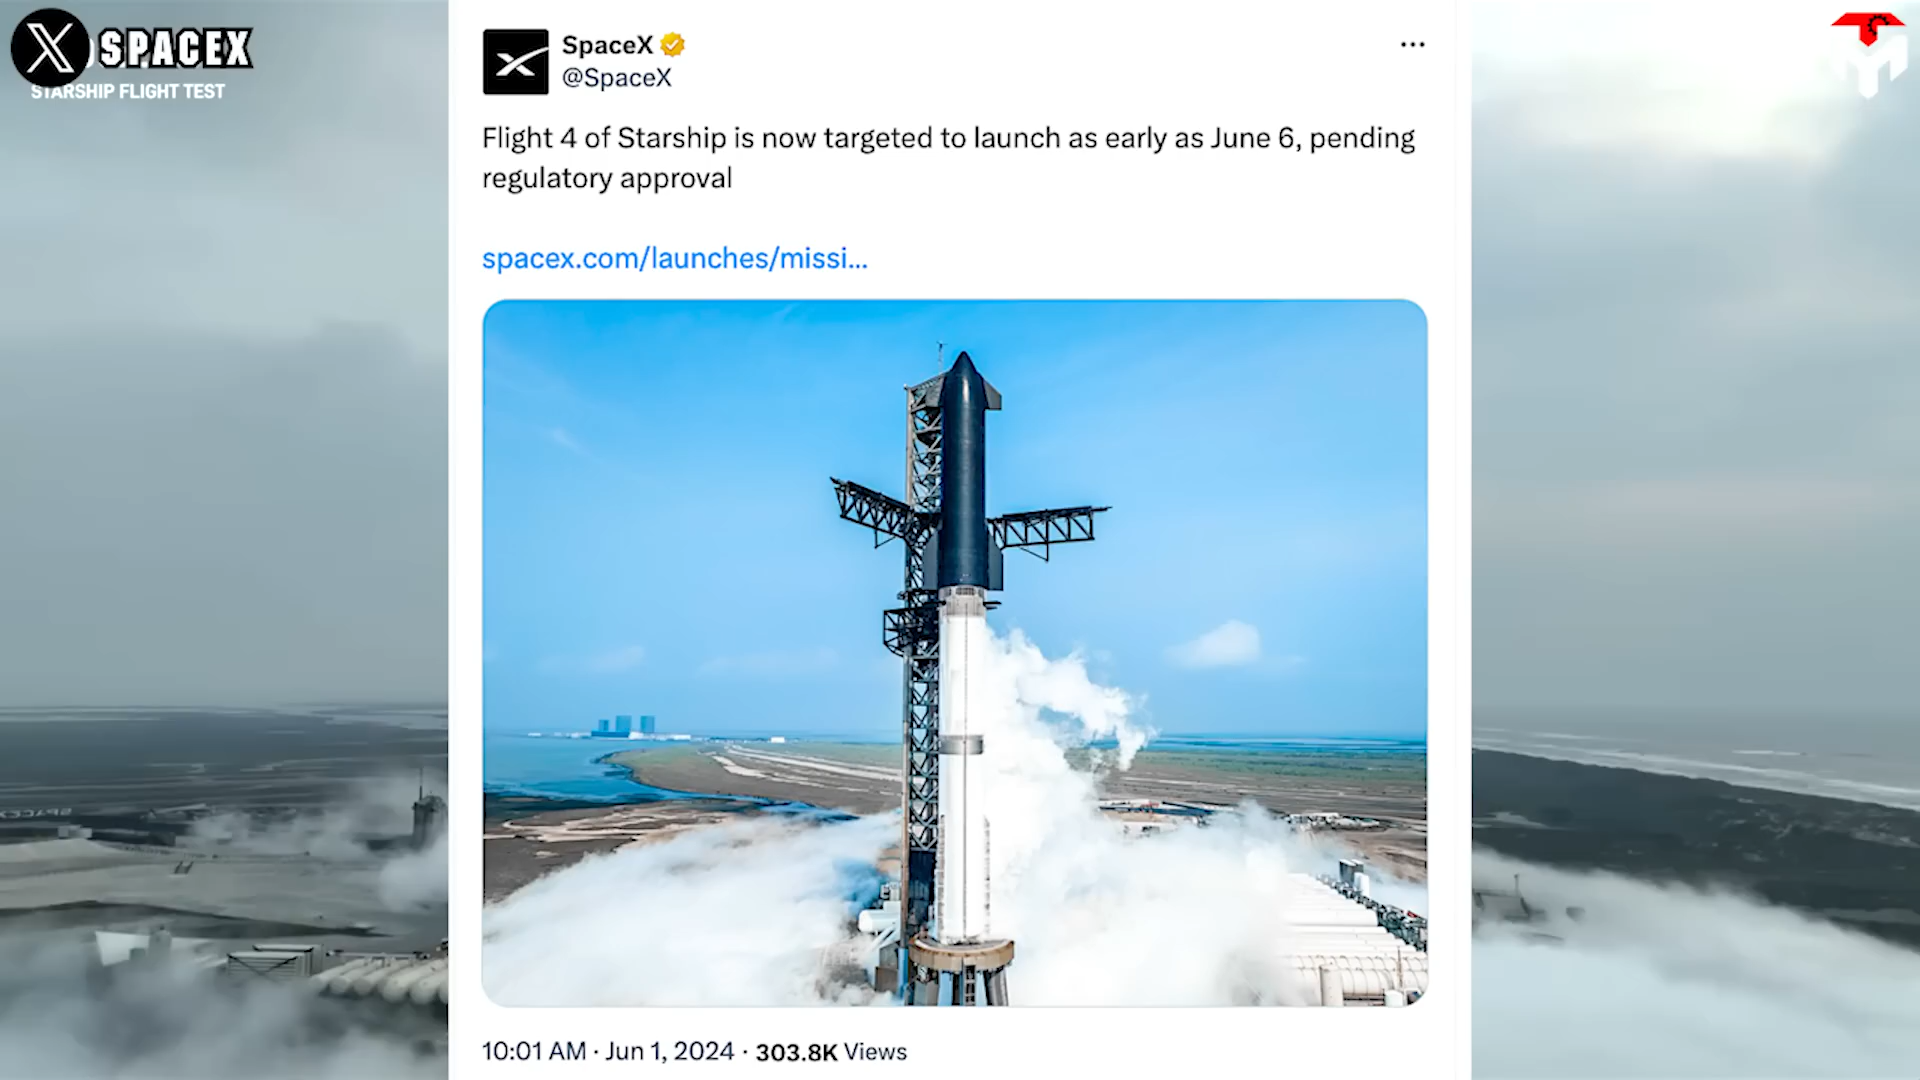 SPACEX
STARSHIP FLIGHT TEST
SpaceX
@SpaceX
Flight 4 of Starship is now targeted to launch as early as June 6, pending
regulatory approval
spacex.com/launches/missi...
10:01 AM · Jun 1, 2024 · 303.8K Views